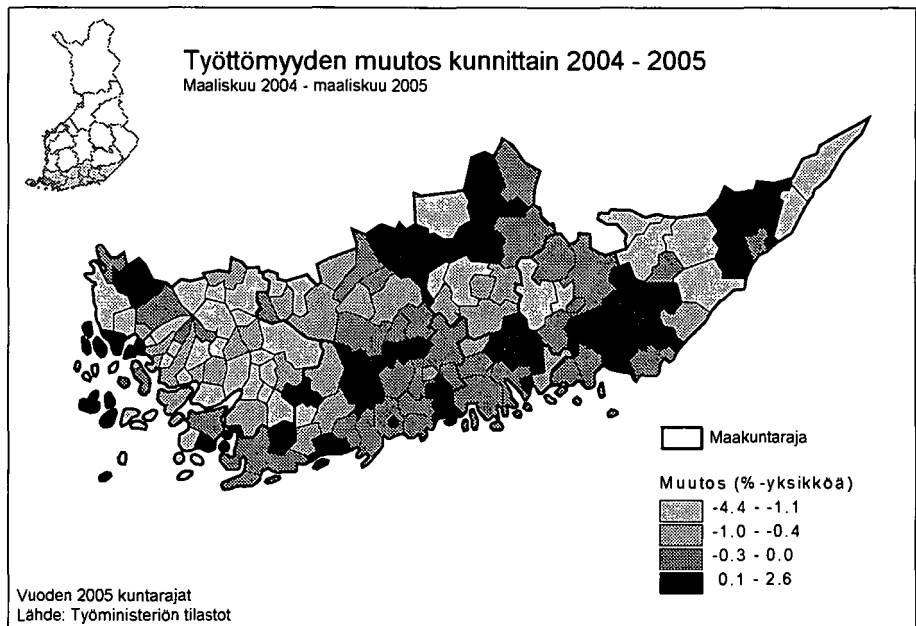 Työttömyyden muutos kunnittain 2004 - 2005
Maaliskuu 2004 - maaliskuu 2005
Maakuntaraja
Muutos (%-yksikköä)
-4.4 - -1.1
-1.0 - -0.4
-0.3 - 0.0
0.1 - 2.6
Vuoden 2005 kuntarajat
Lähde: Työministeriön tilastot